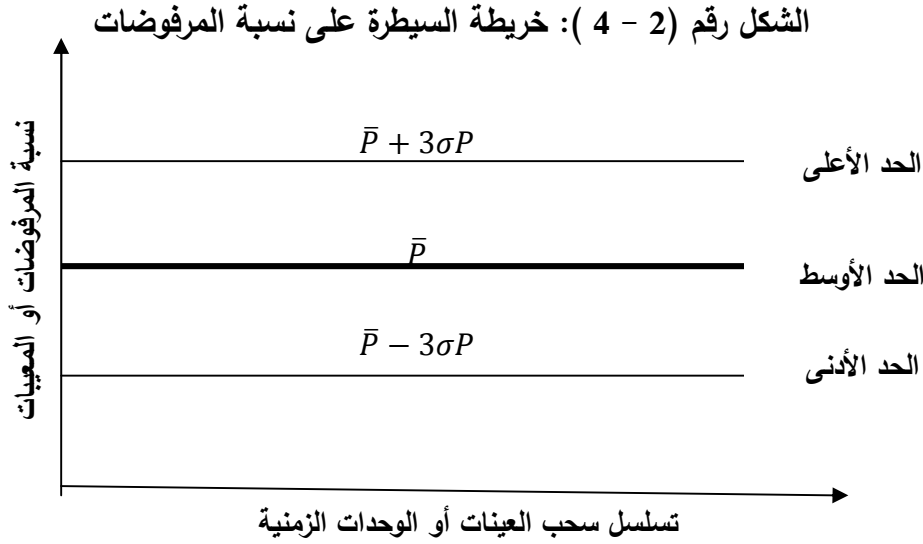 الشكل رقم (2 - 4 ): خريطة السيطرة على نسبة المرفوضات
نسبة المرفوضات أو المعيبات
P̄ + 3σP
الحد الأعلى
P̄
الحد الأوسط
P̄ − 3σP
الحد الأدنى
تسلسل سحب العينات أو الوحدات الزمنية